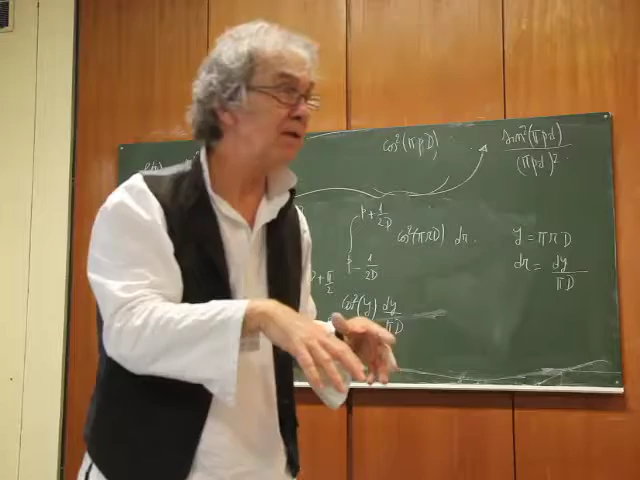 cos²(πpD)
sin²(πpd)
(πpd)²
p + 1/2D
cos²(πxD) dx.
p - 1/2D
y = πxD
dx = dy/πD
+ π/2
cos²(y) dy/πD